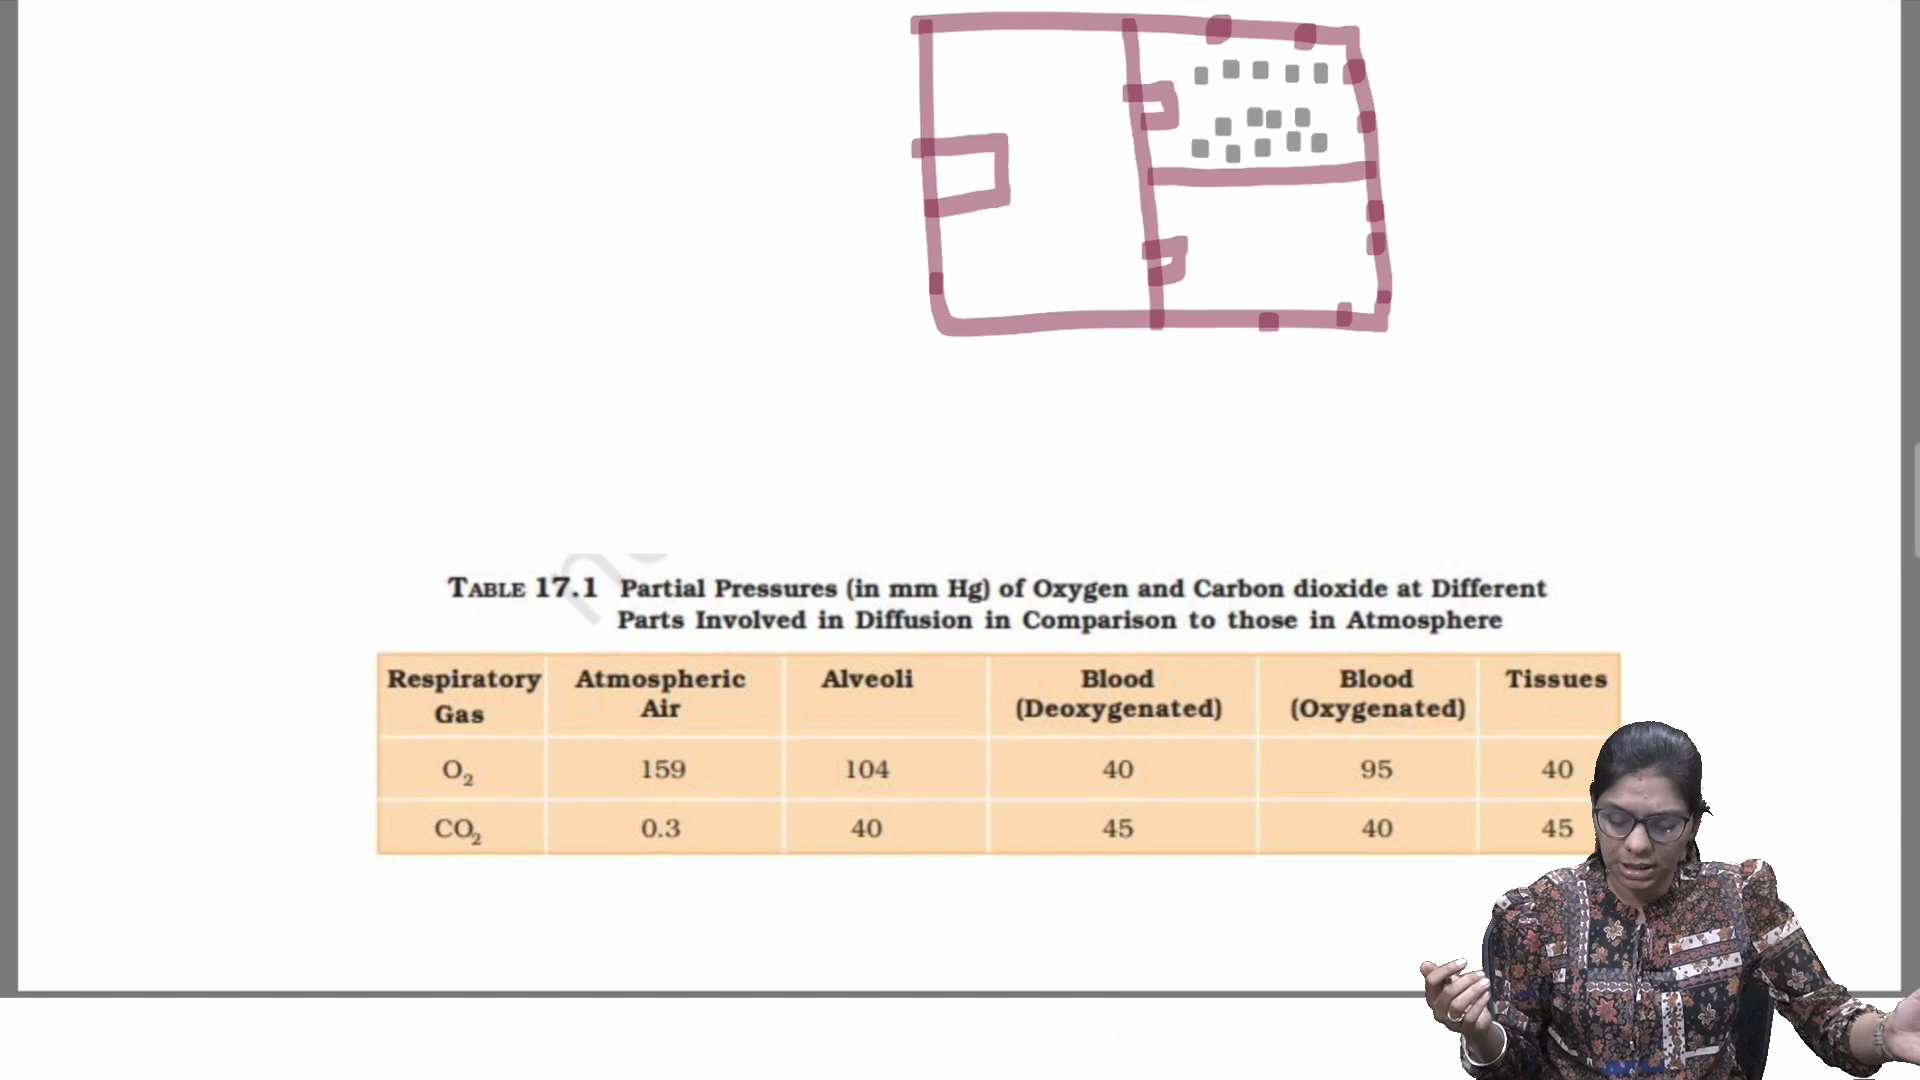 TABLE 17.1 Partial Pressures (in mm Hg) of Oxygen and Carbon dioxide at Different
Parts Involved in Diffusion in Comparison to those in Atmosphere
Respiratory Gas Atmospheric Air Alveoli Blood (Deoxygenated) Blood (Oxygenated) Tissues
O₂ 159 104 40 95 40
CO₂ 0.3 40 45 40 45